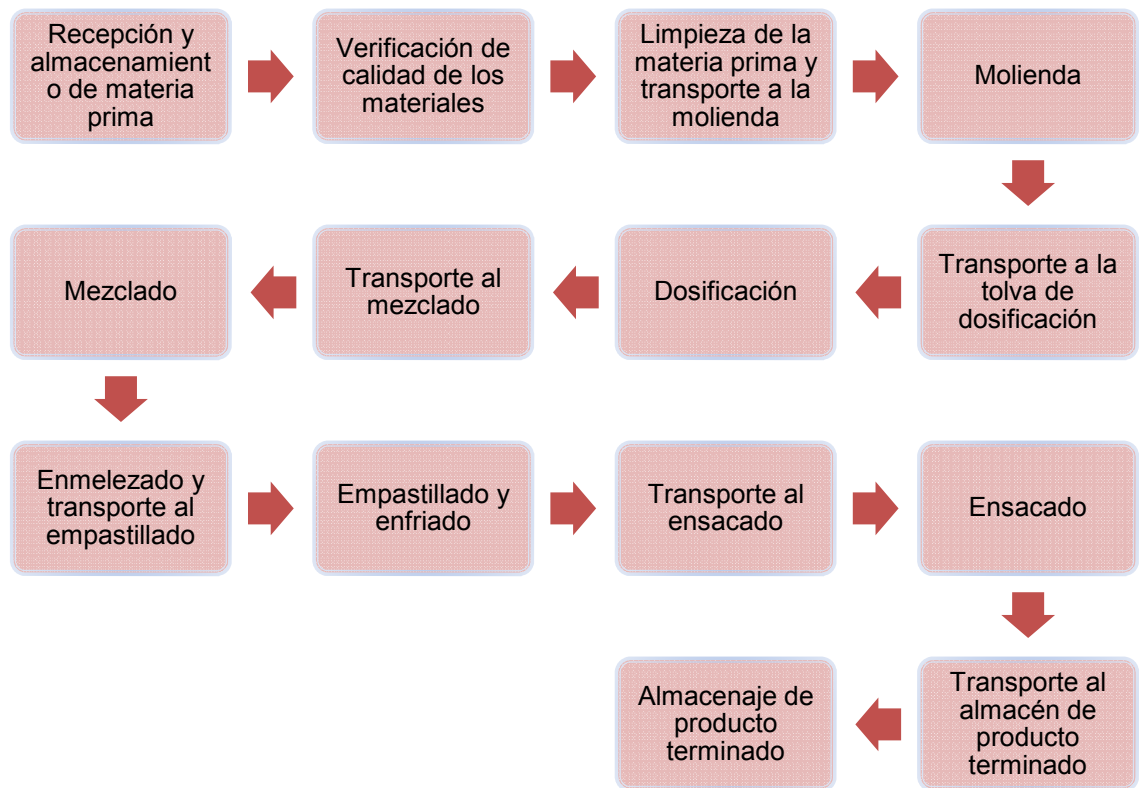 Recepción y
almacenamient
o de materia
prima
Verificación de
calidad de los
materiales
Limpieza de la
materia prima y
transporte a la
molienda
Molienda
Transporte a la
tolva de
dosificación
Dosificación
Transporte al
mezclado
Mezclado
Enmelezado y
transporte al
empastillado
Empastillado y
enfriado
Transporte al
ensacado
Ensacado
Transporte al
almacén de
producto
terminado
Almacenaje de
producto
terminado